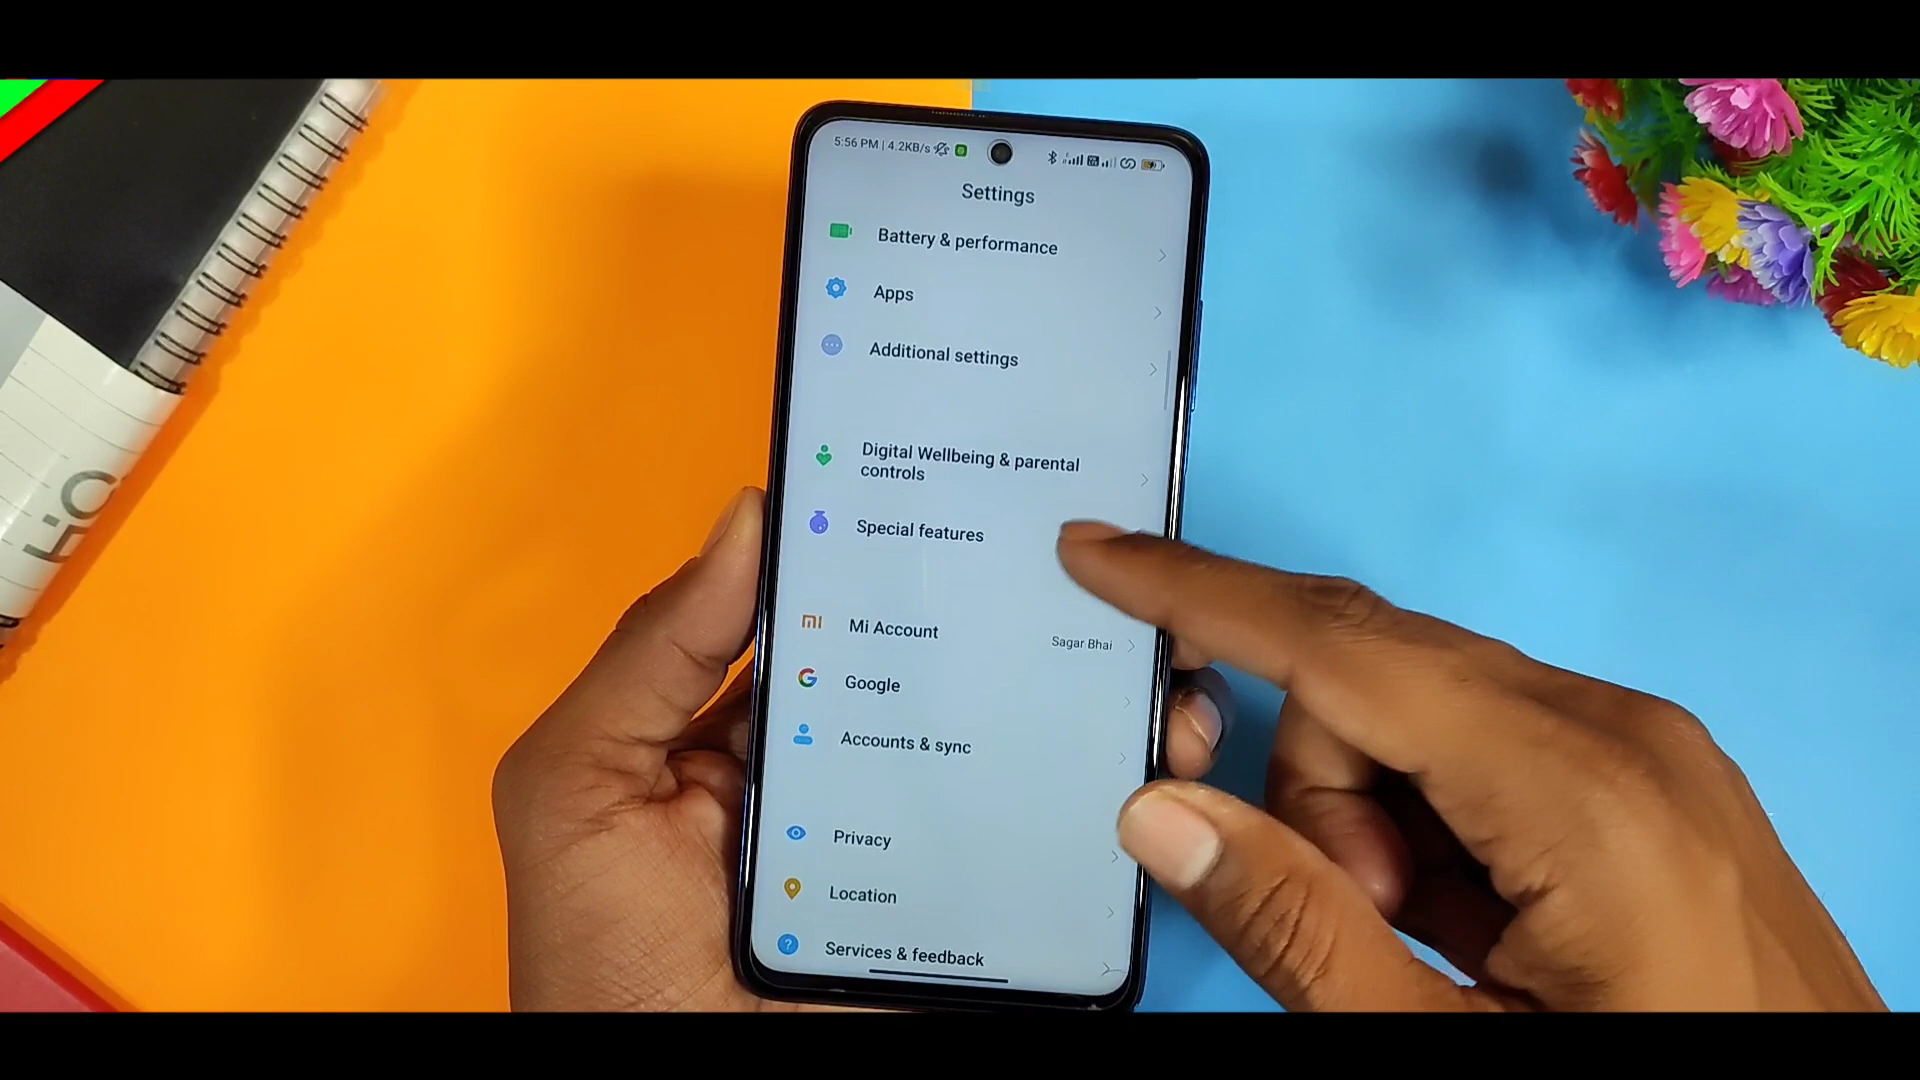 5:56 PM | 4.2KB/s
Settings
Battery & performance
Apps
Additional settings
Digital Wellbeing & parental
controls
Special features
Mi Account
Sagar Bhai
Google
Accounts & sync
Privacy
Location
Services & feedback